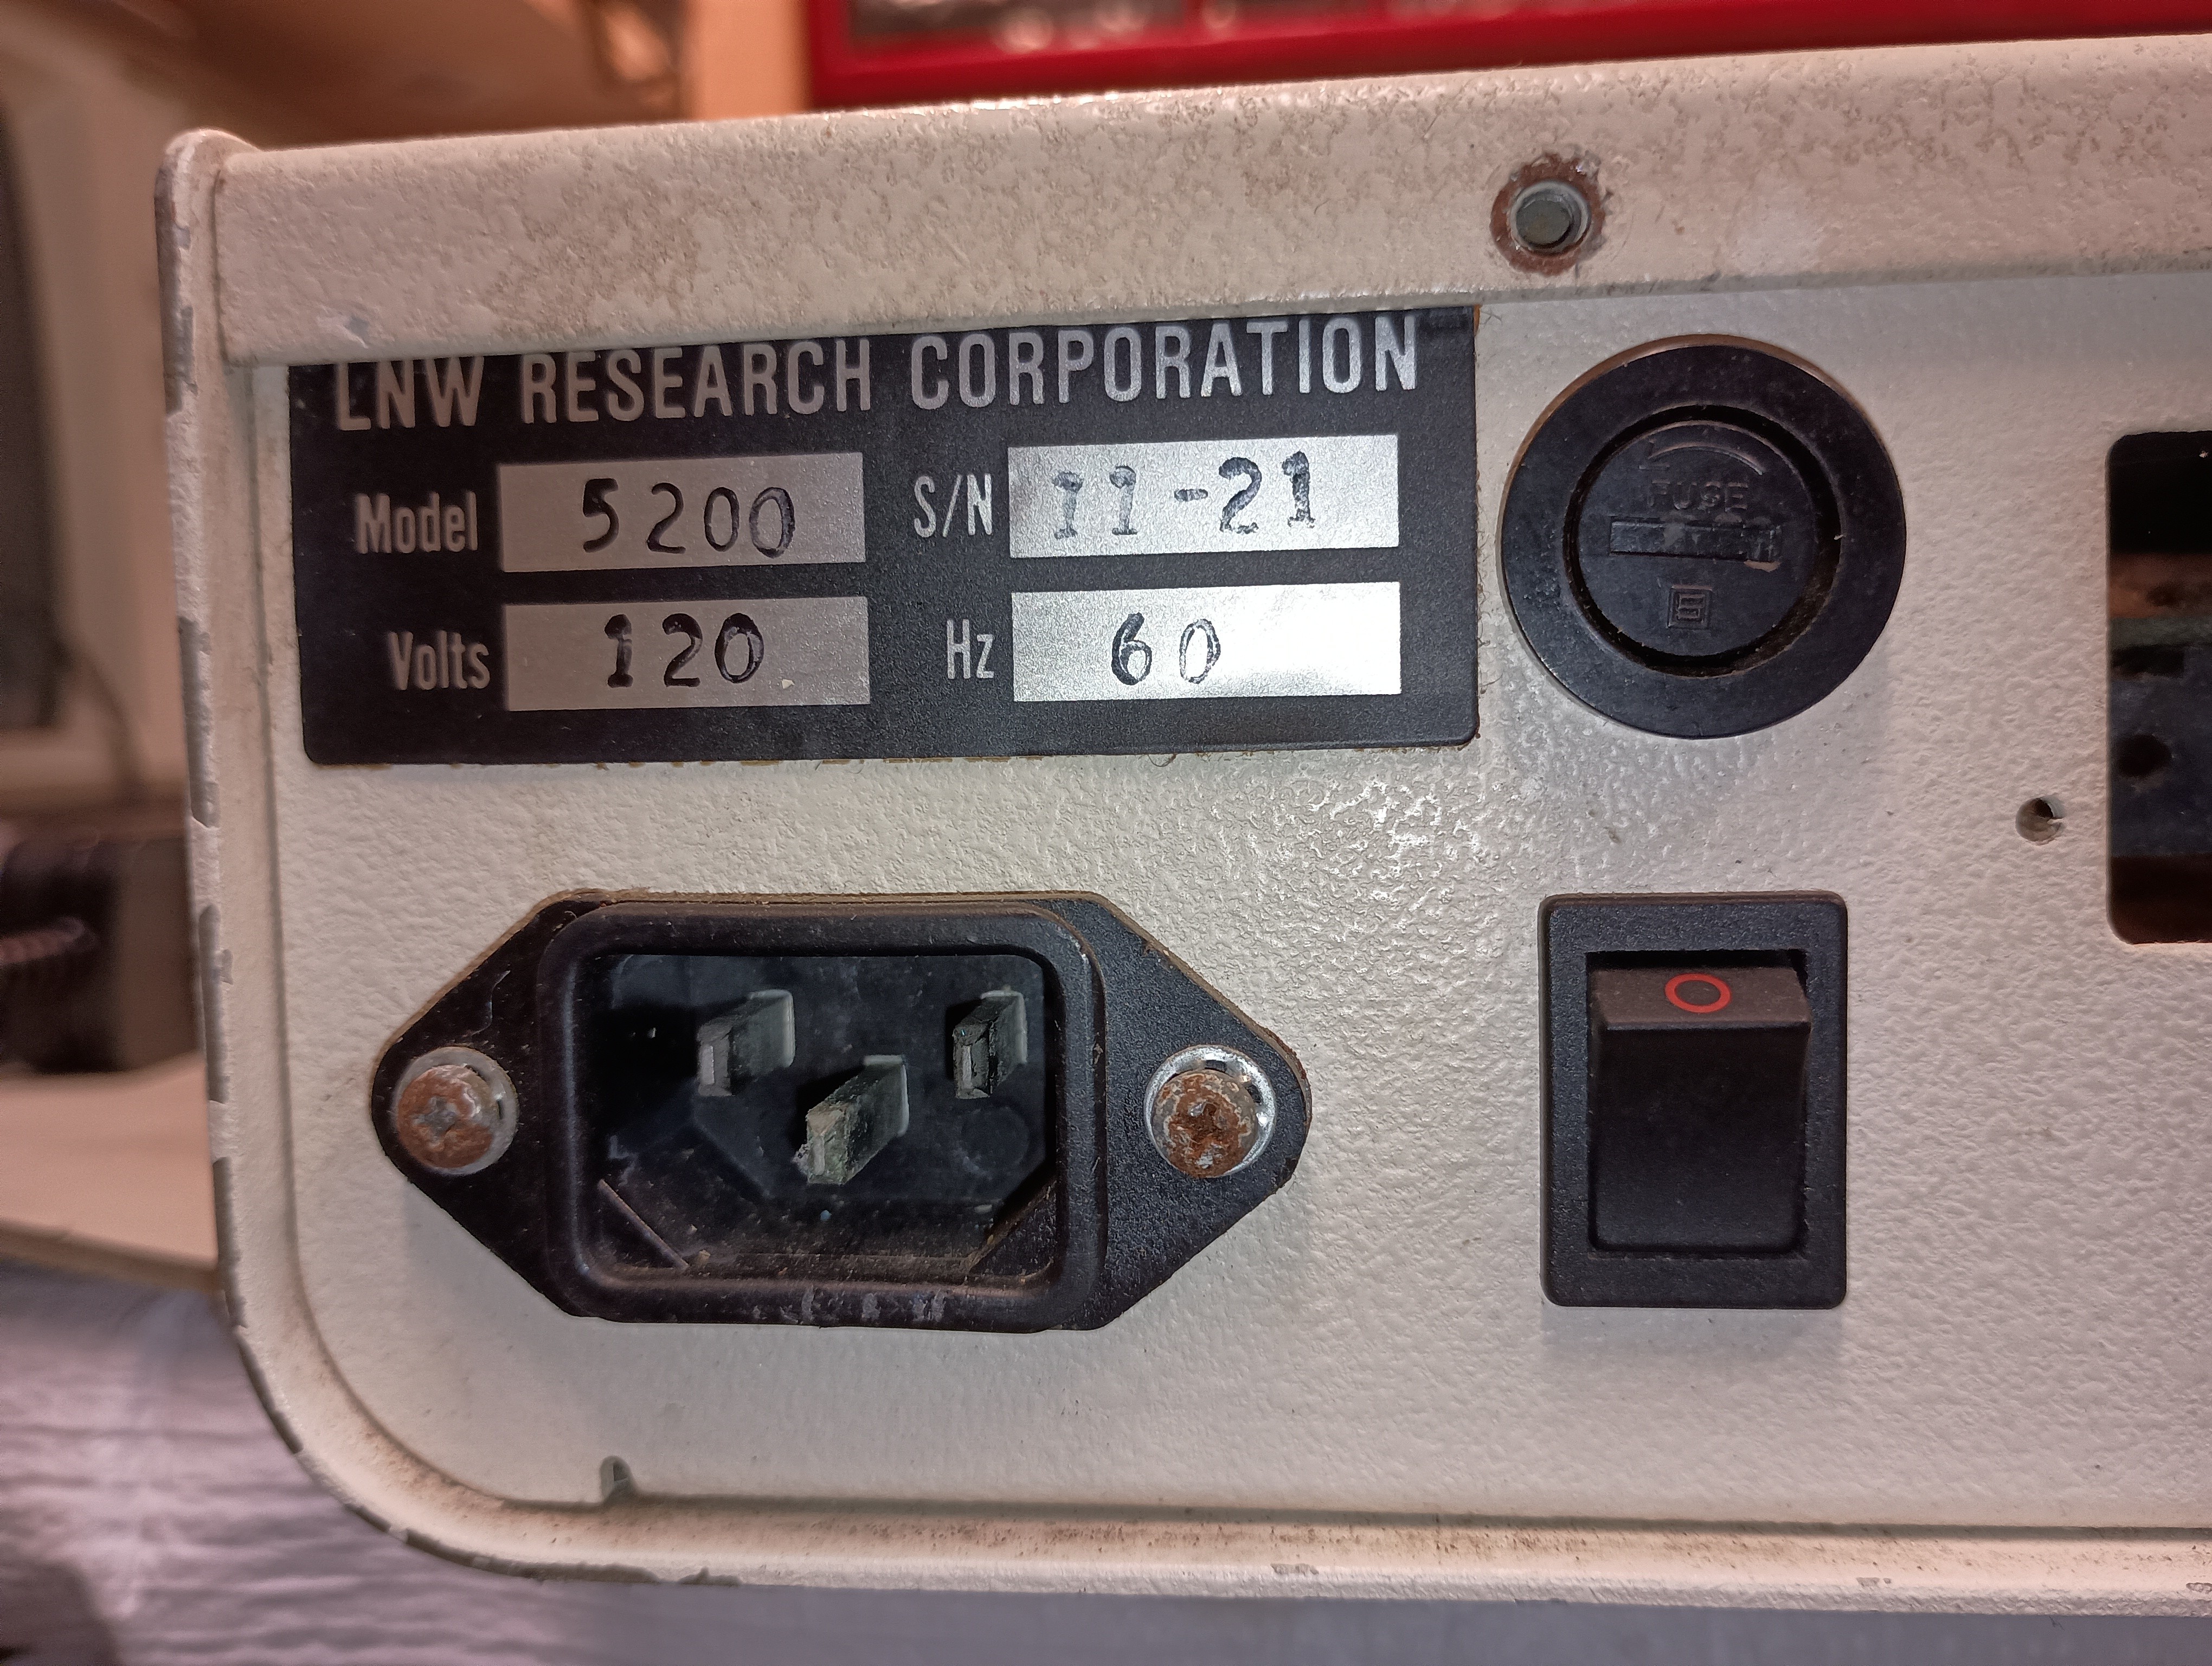 LNW RESEARCH CORPORATION
Model 5200 S/N 11-21
Volts 120 Hz 60
FUSE
O